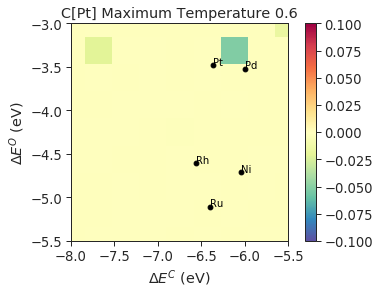 C[Pt] Maximum Temperature 0.6
−3.0
−3.5
−4.0
−4.5
−5.0
−5.5
ΔE^O (eV)
Pt
Pd
Rh
Ni
Ru
−8.0 −7.5 −7.0 −6.5 −6.0 −5.5
ΔE^C (eV)
0.100
0.075
0.050
0.025
0.000
−0.025
−0.050
−0.075
−0.100